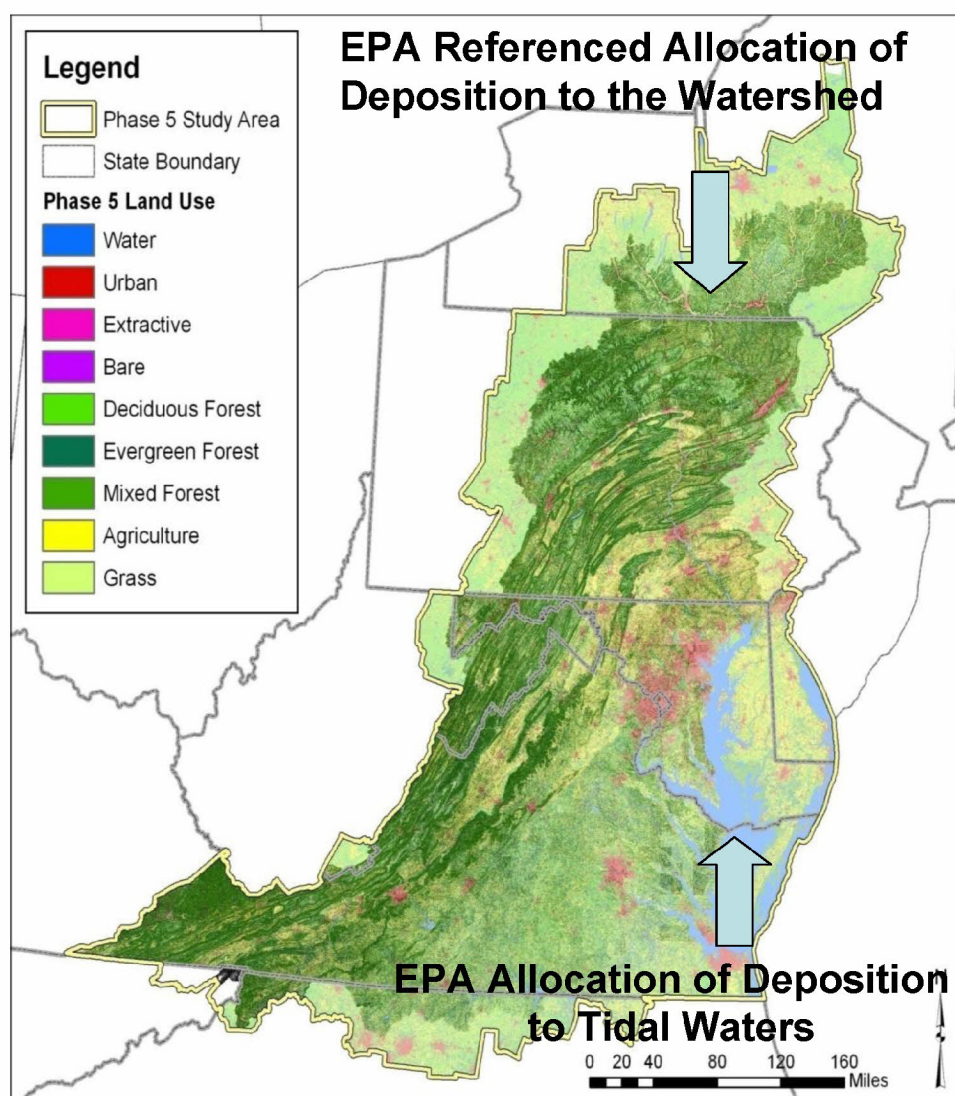 EPA Referenced Allocation of
Deposition to the Watershed
Legend
Phase 5 Study Area
State Boundary
Phase 5 Land Use
Water
Urban
Extractive
Bare
Deciduous Forest
Evergreen Forest
Mixed Forest
Agriculture
Grass
EPA Allocation of Deposition
to Tidal Waters
0 20 40 80 120 160
Miles